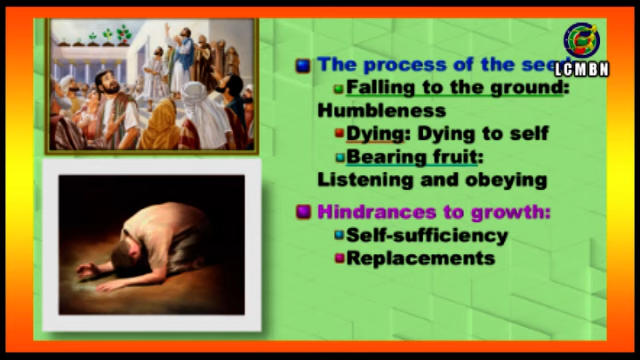 The process of the seed
Falling to the ground:
Humbleness
Dying: Dying to self
Bearing fruit:
Listening and obeying
Hindrances to growth:
Self-sufficiency
Replacements
LCMBN